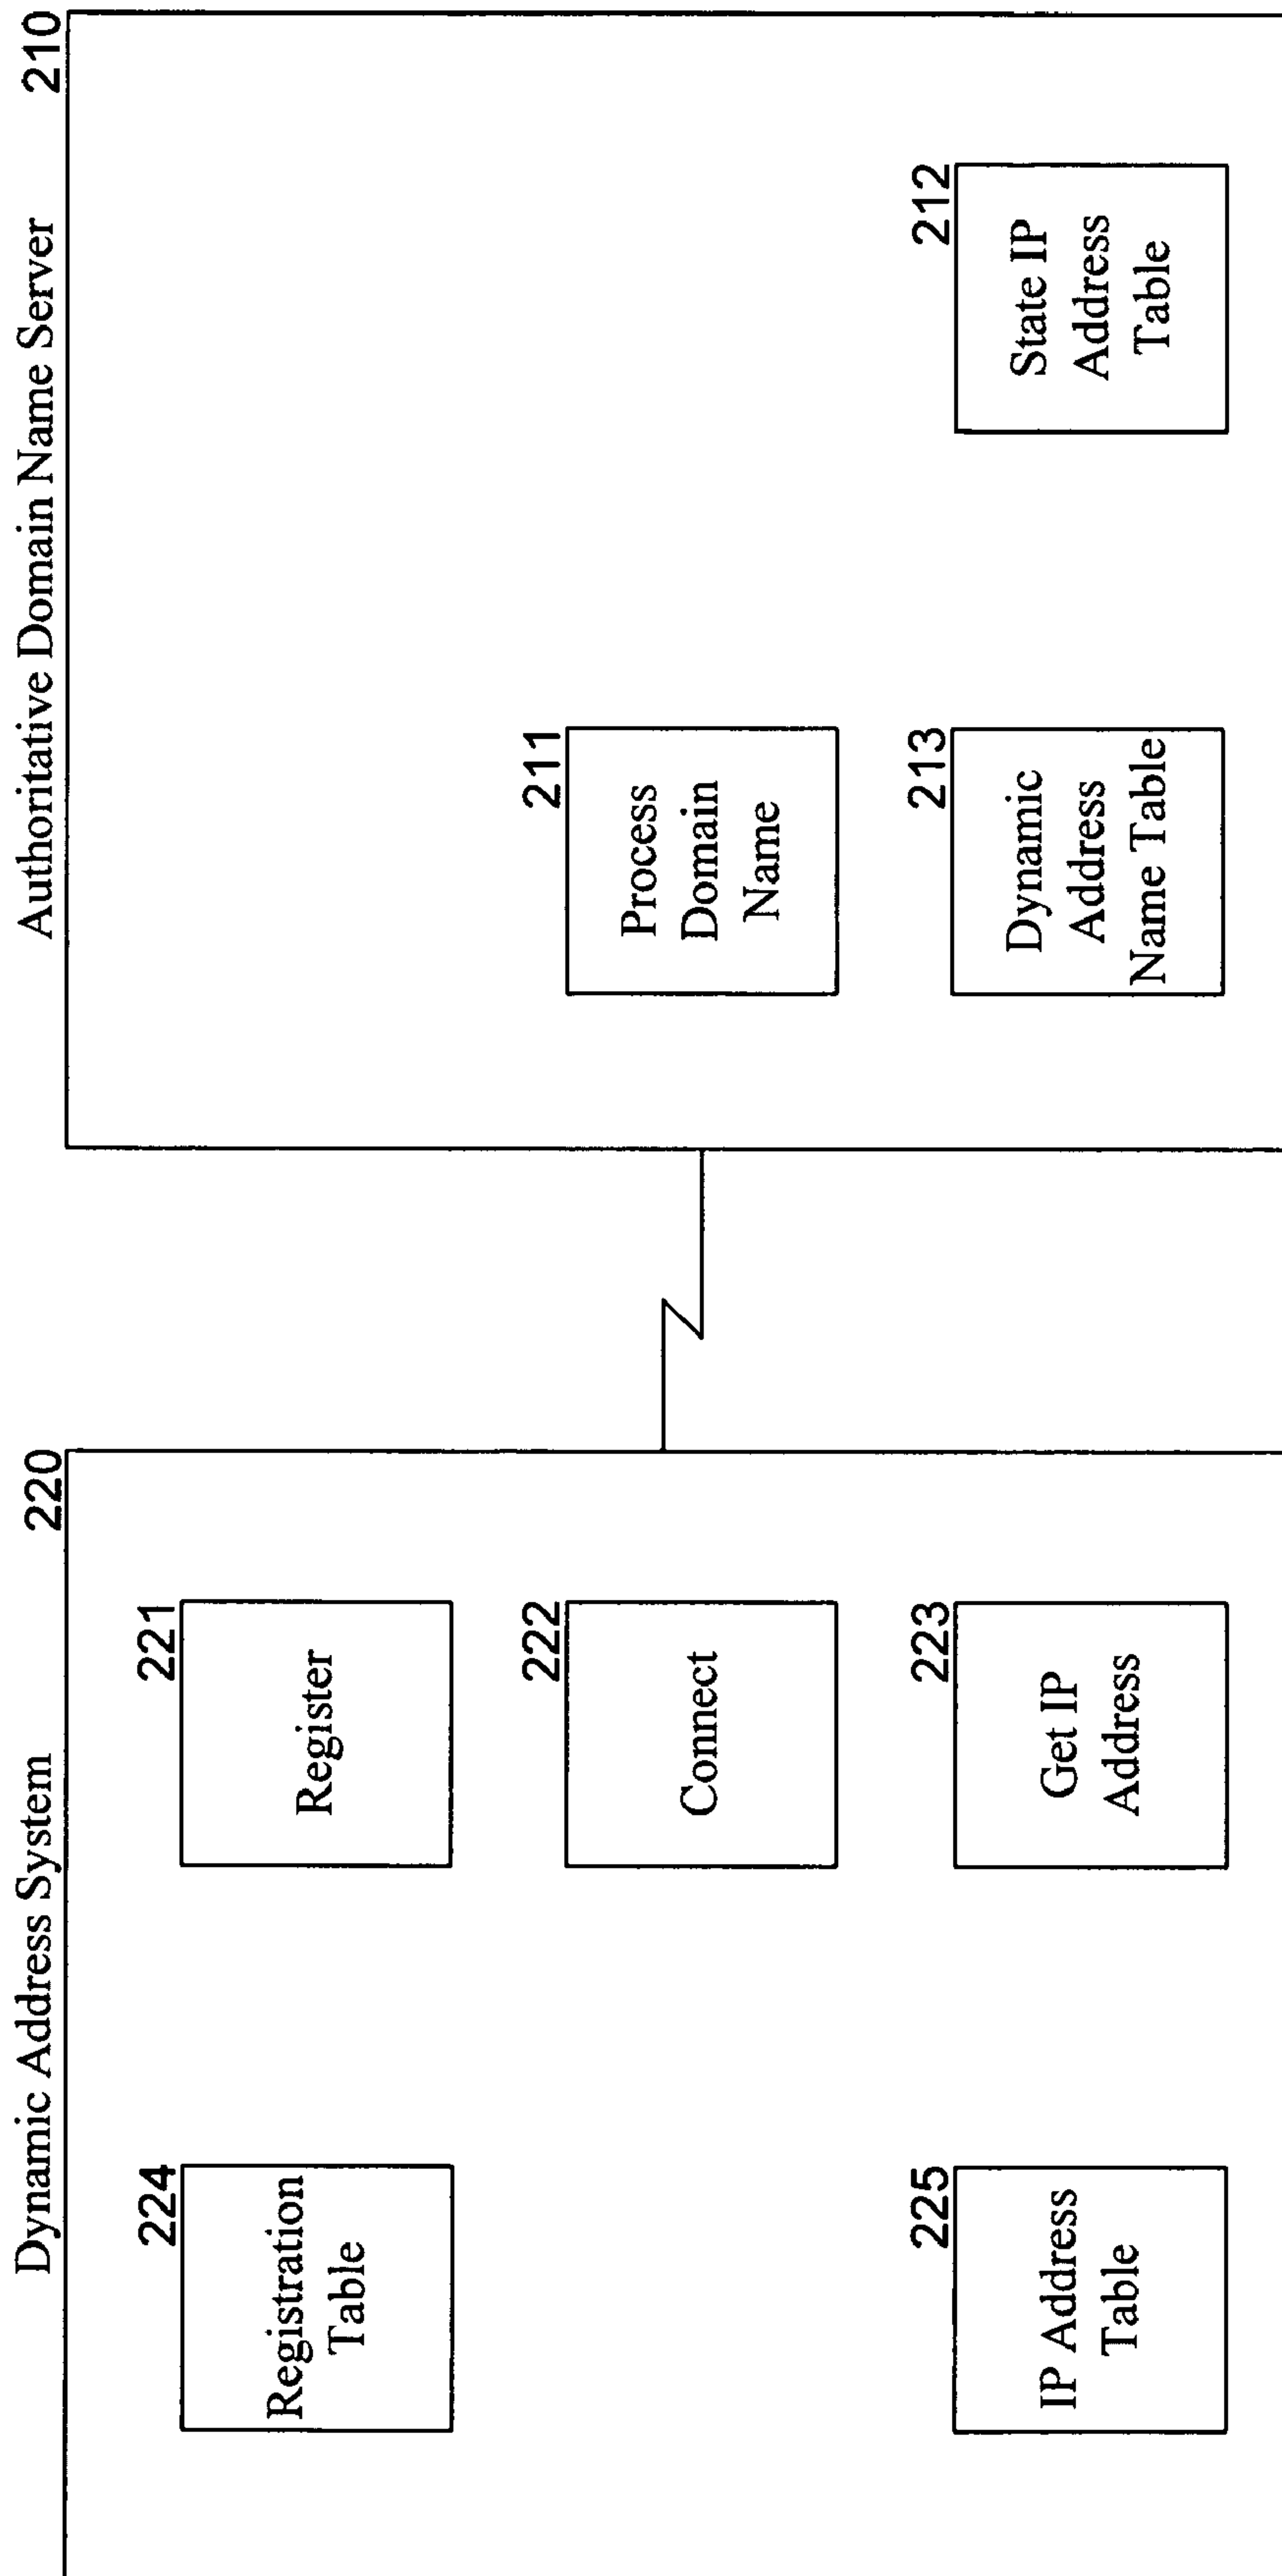 Dynamic Address System
220
224
Registration
Table
221
Register
222
Connect
225
IP Address
Table
223
Get IP
Address
Authoritative Domain Name Server
210
211
Process
Domain
Name
213
Dynamic
Address
Name Table
212
State IP
Address
Table